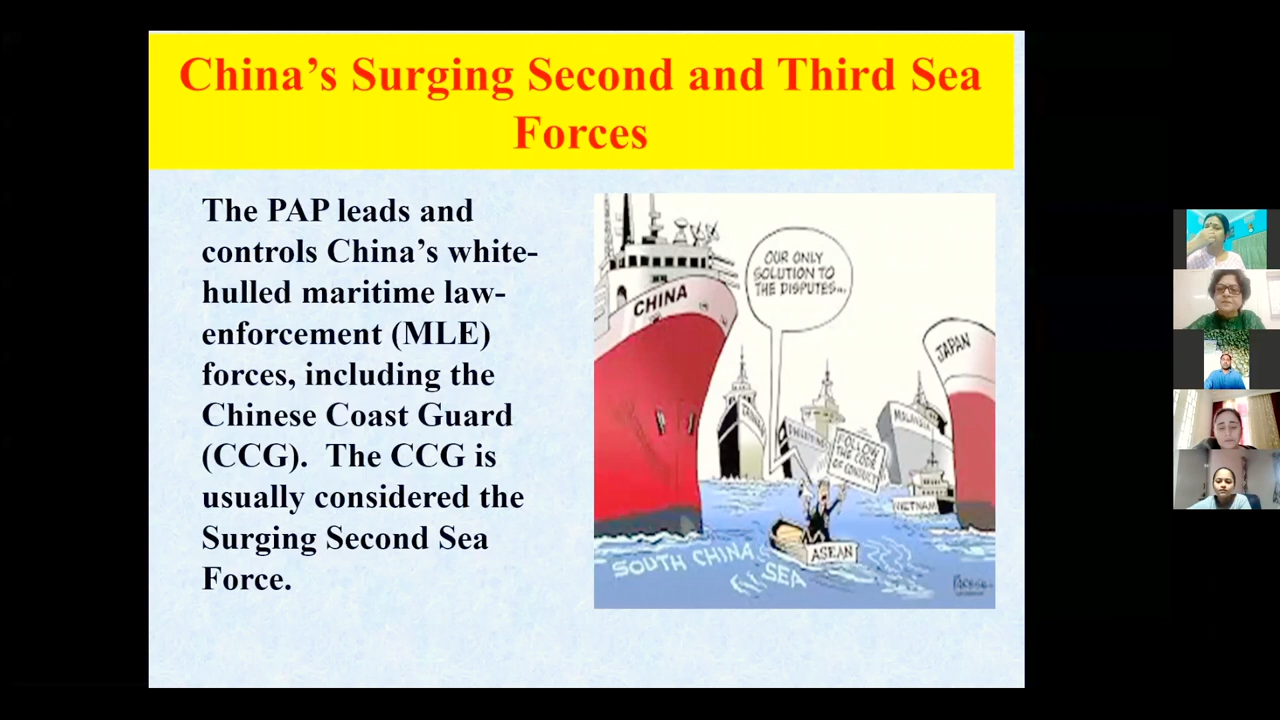 China’s Surging Second and Third Sea
Forces
The PAP leads and
controls China’s white-
hulled maritime law-
enforcement (MLE)
forces, including the
Chinese Coast Guard
(CCG).  The CCG is
usually considered the
Surging Second Sea
Force.
OUR ONLY
SOLUTION TO
THE DISPUTES...
CHINA
JAPAN
MALAYSIA
FOLLOW
THE CODE
OF CONDUCT
VIETNAM
ASEAN
SOUTH CHINA
SEA